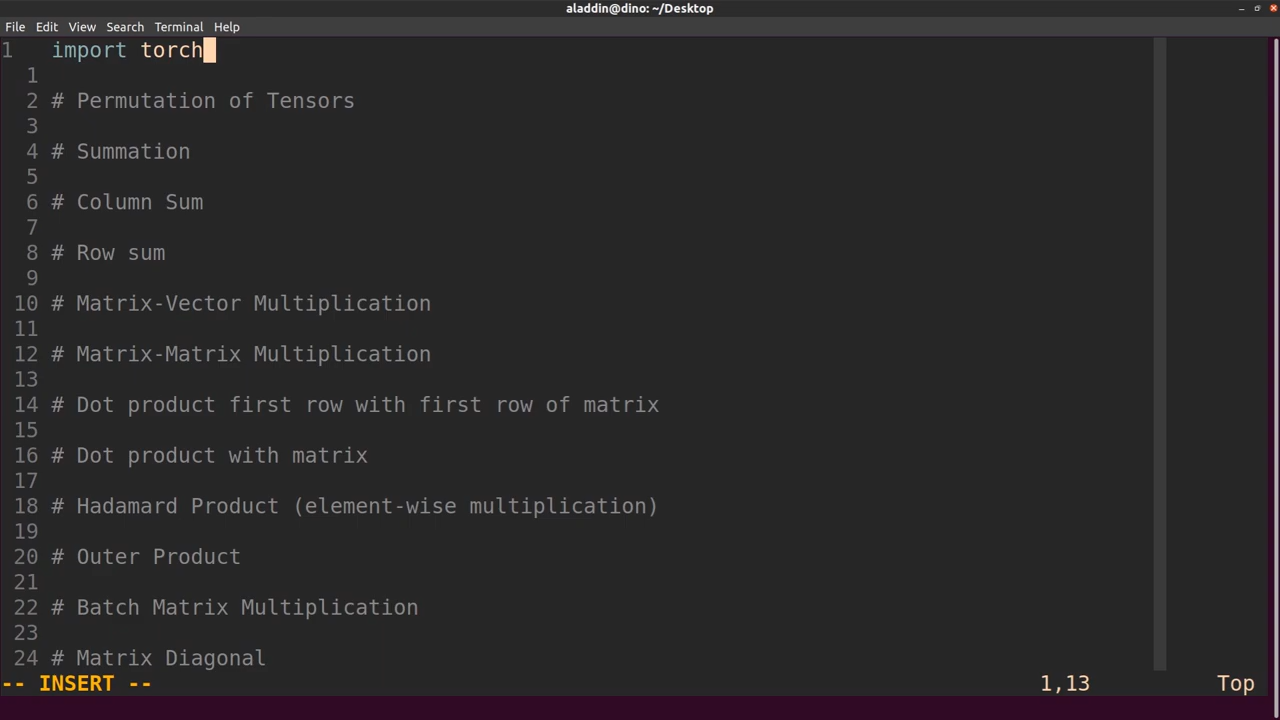 aladdin@dino: ~/Desktop
File Edit View Search Terminal Help
1 import torch
1
2 # Permutation of Tensors
3
4 # Summation
5
6 # Column Sum
7
8 # Row sum
9
10 # Matrix-Vector Multiplication
11
12 # Matrix-Matrix Multiplication
13
14 # Dot product first row with first row of matrix
15
16 # Dot product with matrix
17
18 # Hadamard Product (element-wise multiplication)
19
20 # Outer Product
21
22 # Batch Matrix Multiplication
23
24 # Matrix Diagonal
-- INSERT -- 1,13 Top